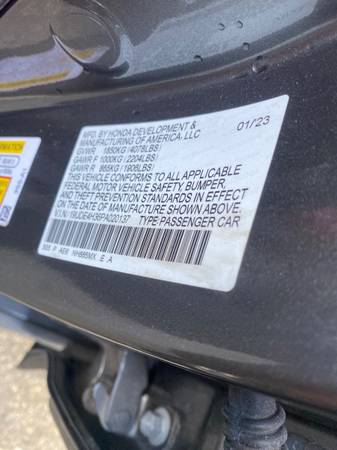 MFD. BY HONDA DEVELOPMENT & 01/23
MANUFACTURING OF AMERICA, LLC
GVWR 1850KG (4078LBS)
GAWR F 1000KG (2204LBS)
GAWR R 865KG (1906LBS)
THIS VEHICLE CONFORMS TO ALL APPLICABLE
FEDERAL MOTOR VEHICLE SAFETY, BUMPER,
AND THEFT PREVENTION STANDARDS IN EFFECT
ON THE DATE OF MANUFACTURE SHOWN ABOVE.
V.I.N: TYPE PASSENGER CAR
NH885MX E A